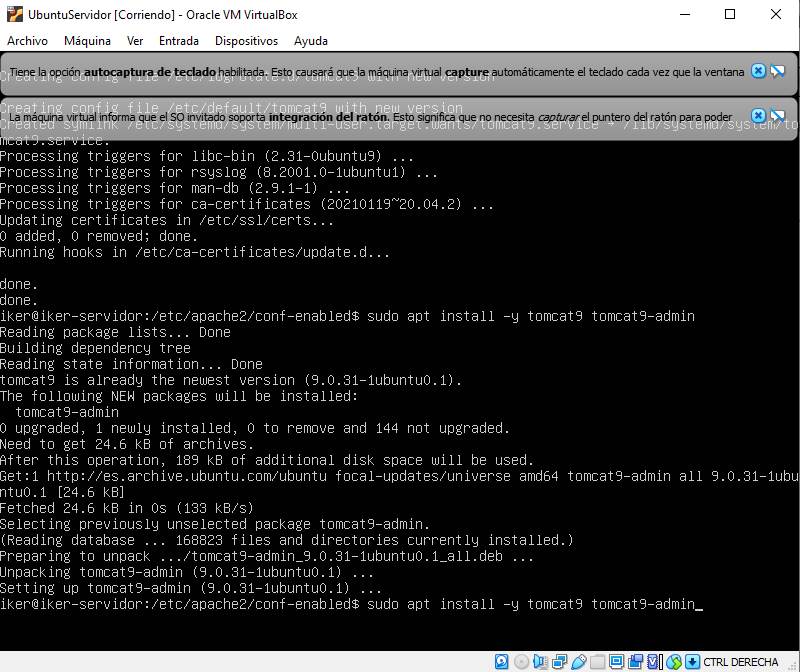 UbuntuServidor [Corriendo] - Oracle VM VirtualBox
Archivo Máquina Ver Entrada Dispositivos Ayuda
Creating config file /etc/logrotate.d/tomcat9 with new version
Tiene la opción autocaptura de teclado habilitada. Esto causará que la máquina virtual capture automáticamente el teclado cada vez que la ventana
Creating config file /etc/default/tomcat9 with new version
La máquina virtual informa que el SO invitado soporta integración del ratón. Esto significa que no necesita capturar el puntero del ratón para poder
Created symlink /etc/systemd/system/multi-user.target.wants/tomcat9.service → /lib/systemd/system/to
mcat9.service.
Processing triggers for libc-bin (2.31-0ubuntu9) ...
Processing triggers for rsyslog (8.2001.0-1ubuntu1) ...
Processing triggers for man-db (2.9.1-1) ...
Processing triggers for ca-certificates (20210119~20.04.2) ...
Updating certificates in /etc/ssl/certs...
0 added, 0 removed; done.
Running hooks in /etc/ca-certificates/update.d...
done.
done.
iker@iker-servidor:/etc/apache2/conf-enabled$ sudo apt install -y tomcat9 tomcat9-admin
Reading package lists... Done
Building dependency tree
Reading state information... Done
tomcat9 is already the newest version (9.0.31-1ubuntu0.1).
The following NEW packages will be installed:
tomcat9-admin
0 upgraded, 1 newly installed, 0 to remove and 144 not upgraded.
Need to get 24.6 kB of archives.
After this operation, 189 kB of additional disk space will be used.
Get:1 http://es.archive.ubuntu.com/ubuntu focal-updates/universe amd64 tomcat9-admin all 9.0.31-1ubu
ntu0.1 [24.6 kB]
Fetched 24.6 kB in 0s (133 kB/s)
Selecting previously unselected package tomcat9-admin.
(Reading database ... 168823 files and directories currently installed.)
Preparing to unpack .../tomcat9-admin_9.0.31-1ubuntu0.1_all.deb ...
Unpacking tomcat9-admin (9.0.31-1ubuntu0.1) ...
Setting up tomcat9-admin (9.0.31-1ubuntu0.1) ...
iker@iker-servidor:/etc/apache2/conf-enabled$ sudo apt install -y tomcat9 tomcat9-admin_
CTRL DERECHA